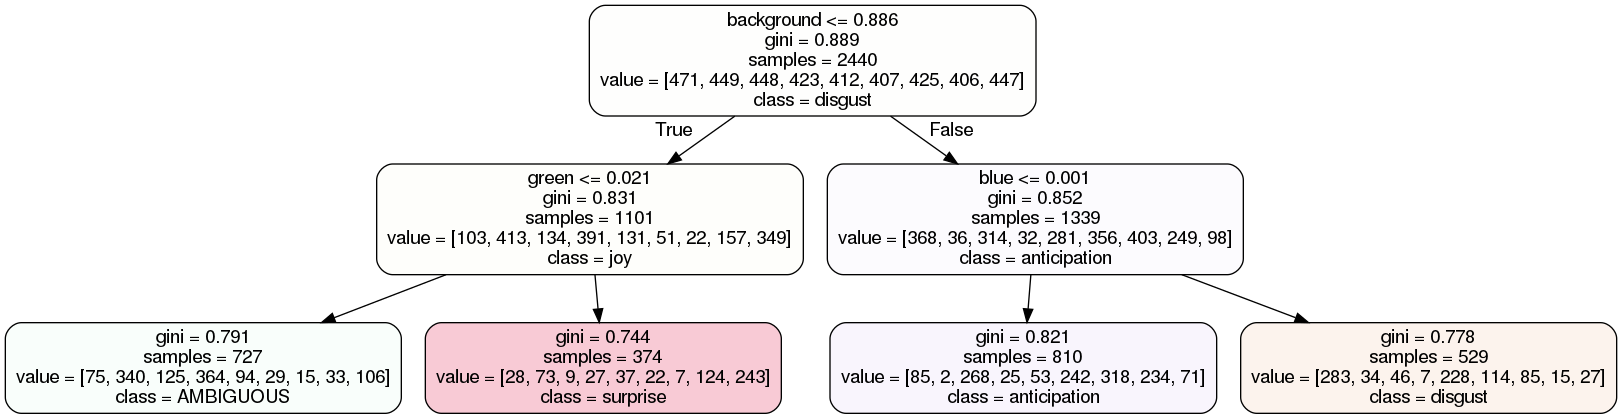 background <= 0.886
gini = 0.889
samples = 2440
value = [471, 449, 448, 423, 412, 407, 425, 406, 447]
class = disgust
True
False
green <= 0.021
gini = 0.831
samples = 1101
value = [103, 413, 134, 391, 131, 51, 22, 157, 349]
class = joy
blue <= 0.001
gini = 0.852
samples = 1339
value = [368, 36, 314, 32, 281, 356, 403, 249, 98]
class = anticipation
gini = 0.791
samples = 727
value = [75, 340, 125, 364, 94, 29, 15, 33, 106]
class = AMBIGUOUS
gini = 0.744
samples = 374
value = [28, 73, 9, 27, 37, 22, 7, 124, 243]
class = surprise
gini = 0.821
samples = 810
value = [85, 2, 268, 25, 53, 242, 318, 234, 71]
class = anticipation
gini = 0.778
samples = 529
value = [283, 34, 46, 7, 228, 114, 85, 15, 27]
class = disgust